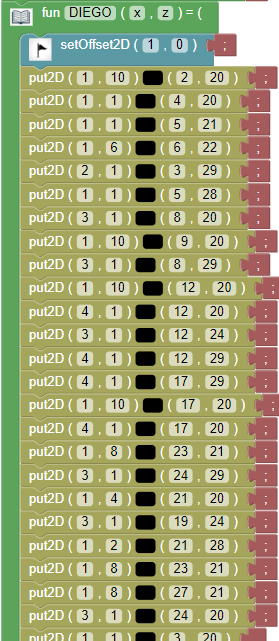 fun DIEGO ( x , z ) = (
setOffset2D ( 1 , 0 ) ;
put2D ( 1 , 10 ) ( 2 , 20 ) ;
put2D ( 1 , 1 ) ( 4 , 20 ) ;
put2D ( 1 , 1 ) ( 5 , 21 ) ;
put2D ( 1 , 6 ) ( 6 , 22 ) ;
put2D ( 2 , 1 ) ( 3 , 29 ) ;
put2D ( 1 , 1 ) ( 5 , 28 ) ;
put2D ( 3 , 1 ) ( 8 , 20 ) ;
put2D ( 1 , 10 ) ( 9 , 20 ) ;
put2D ( 3 , 1 ) ( 8 , 29 ) ;
put2D ( 1 , 10 ) ( 12 , 20 ) ;
put2D ( 4 , 1 ) ( 12 , 20 ) ;
put2D ( 3 , 1 ) ( 12 , 24 ) ;
put2D ( 4 , 1 ) ( 12 , 29 ) ;
put2D ( 4 , 1 ) ( 17 , 29 ) ;
put2D ( 1 , 10 ) ( 17 , 20 ) ;
put2D ( 4 , 1 ) ( 17 , 20 ) ;
put2D ( 1 , 8 ) ( 23 , 21 ) ;
put2D ( 3 , 1 ) ( 24 , 29 ) ;
put2D ( 1 , 4 ) ( 21 , 20 ) ;
put2D ( 3 , 1 ) ( 19 , 24 ) ;
put2D ( 1 , 2 ) ( 21 , 28 ) ;
put2D ( 1 , 8 ) ( 23 , 21 ) ;
put2D ( 1 , 8 ) ( 27 , 21 ) ;
put2D ( 3 , 1 ) ( 24 , 20 ) ;
put2D ( 1 , 1 ) ( 3 , 20 ) ;